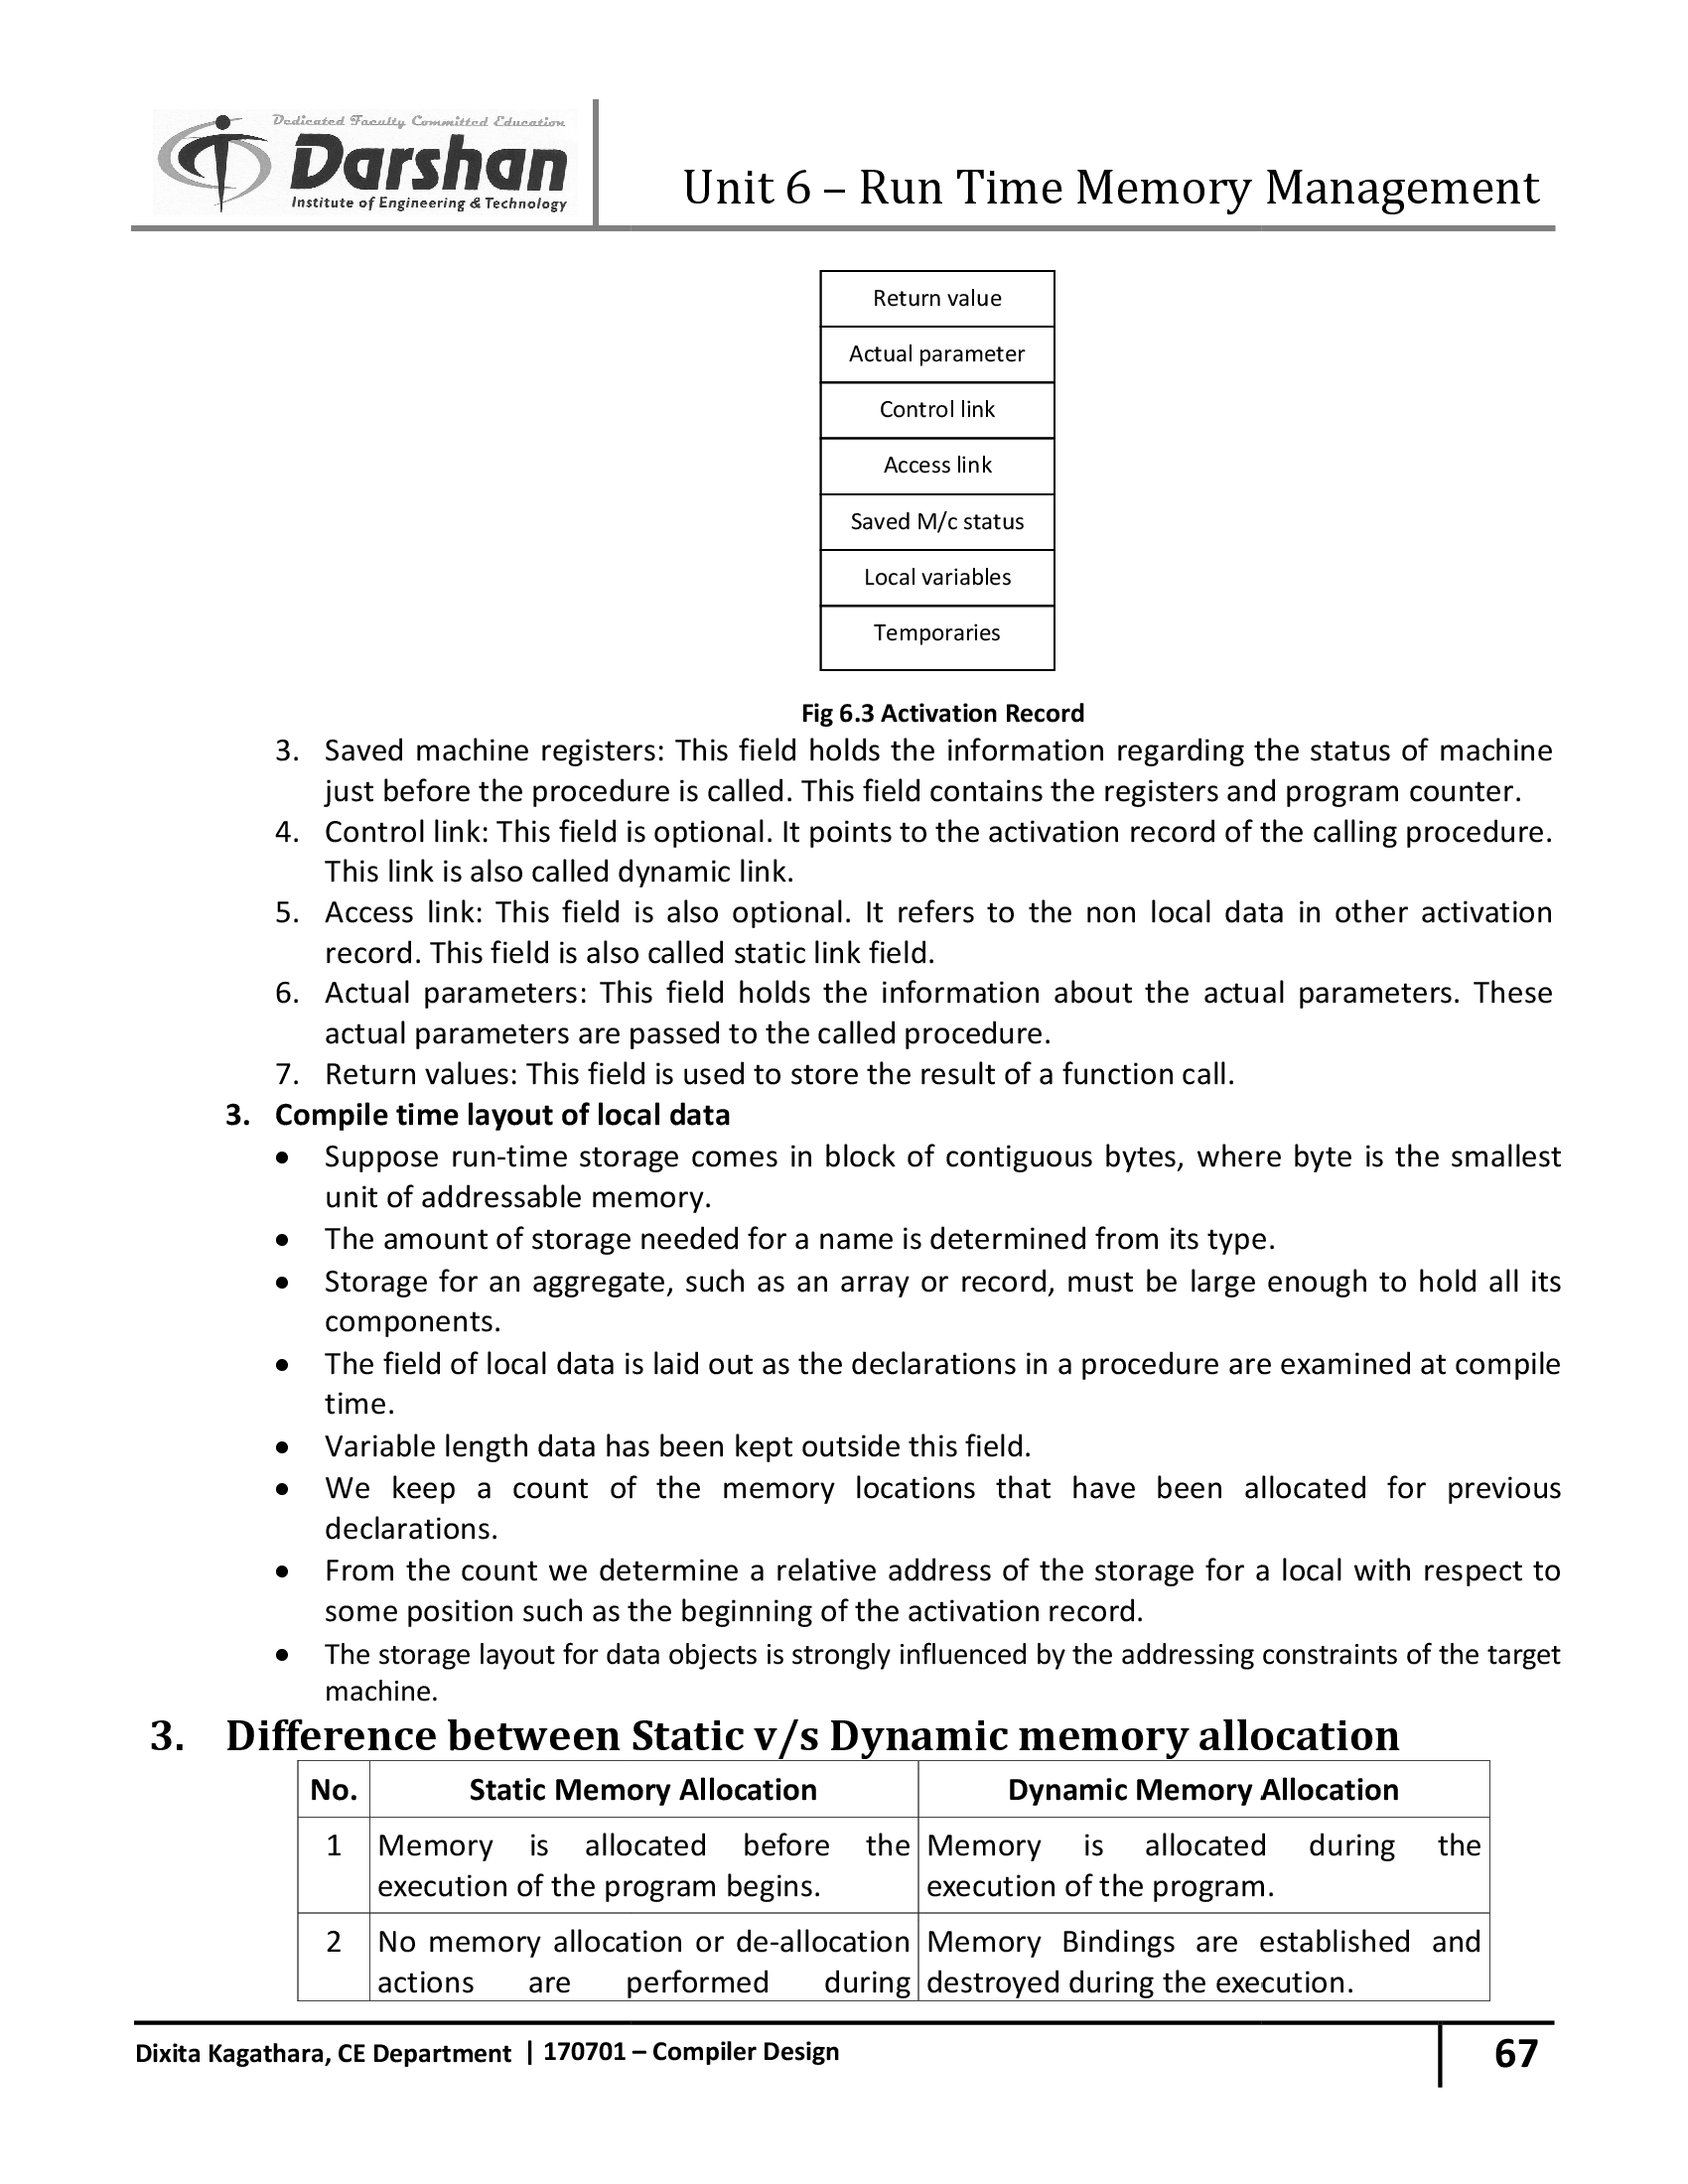 Dedicated Faculty Committed Education
Darshan
Institute of Engineering & Technology
Unit 6 – Run Time Memory Management
Return value
Actual parameter
Control link
Access link
Saved M/c status
Local variables
Temporaries
Fig 6.3 Activation Record
3. Saved machine registers: This field holds the information regarding the status of machine
just before the procedure is called. This field contains the registers and program counter.
4. Control link: This field is optional. It points to the activation record of the calling procedure.
This link is also called dynamic link.
5. Access link: This field is also optional. It refers to the non local data in other activation
record. This field is also called static link field.
6. Actual parameters: This field holds the information about the actual parameters. These
actual parameters are passed to the called procedure.
7. Return values: This field is used to store the result of a function call.
3. Compile time layout of local data
• Suppose run-time storage comes in block of contiguous bytes, where byte is the smallest
unit of addressable memory.
• The amount of storage needed for a name is determined from its type.
• Storage for an aggregate, such as an array or record, must be large enough to hold all its
components.
• The field of local data is laid out as the declarations in a procedure are examined at compile
time.
• Variable length data has been kept outside this field.
• We keep a count of the memory locations that have been allocated for previous
declarations.
• From the count we determine a relative address of the storage for a local with respect to
some position such as the beginning of the activation record.
• The storage layout for data objects is strongly influenced by the addressing constraints of the target
machine.
3. Difference between Static v/s Dynamic memory allocation
No. Static Memory Allocation Dynamic Memory Allocation
1 Memory is allocated before the Memory is allocated during the
execution of the program begins. execution of the program.
2 No memory allocation or de-allocation Memory Bindings are established and
actions are performed during destroyed during the execution.
Dixita Kagathara, CE Department | 170701 – Compiler Design 67